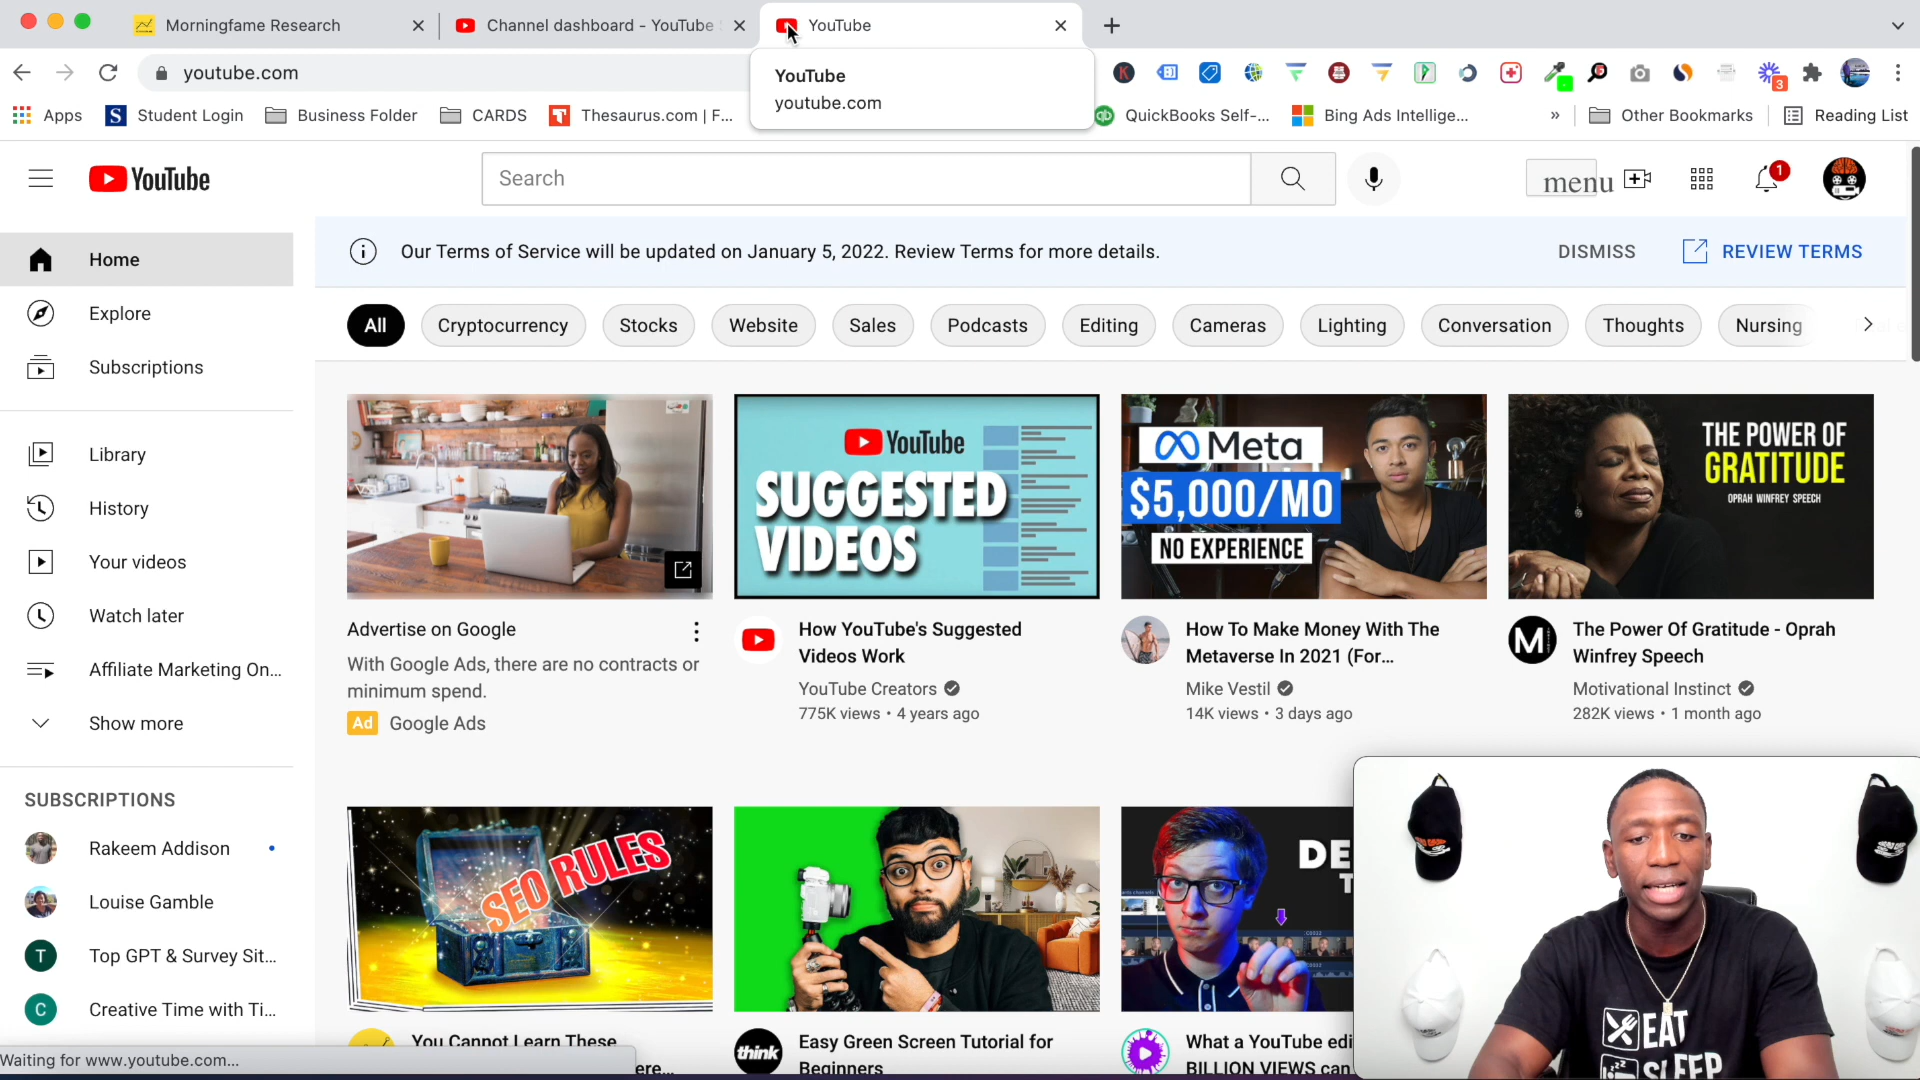 Morningfame Research
Channel dashboard - YouTube
YouTube
youtube.com
YouTube
youtube.com
3
Apps
S
Student Login
Business Folder
CARDS
Thesaurus.com | F...
qb
QuickBooks Self-...
Bing Ads Intellige...
»
Other Bookmarks
Reading List
YouTube
Search
menu
1
Our Terms of Service will be updated on January 5, 2022. Review Terms for more details.
DISMISS
REVIEW TERMS
Home
Explore
Subscriptions
Library
History
Your videos
Watch later
Affiliate Marketing On...
Show more
SUBSCRIPTIONS
Rakeem Addison
Louise Gamble
T
Top GPT & Survey Sit...
C
Creative Time with Ti...
All
Cryptocurrency
Stocks
Website
Sales
Podcasts
Editing
Cameras
Lighting
Conversation
Thoughts
Nursing
YouTube
SUGGESTED
VIDEOS
Meta
$5,000/MO
NO EXPERIENCE
THE POWER OF
GRATITUDE
OPRAH WINFREY SPEECH
Advertise on Google
With Google Ads, there are no contracts or
minimum spend.
Ad
Google Ads
How YouTube's Suggested
Videos Work
YouTube Creators
775K views • 4 years ago
How To Make Money With The
Metaverse In 2021 (For...
Mike Vestil
14K views • 3 days ago
M
The Power Of Gratitude - Oprah
Winfrey Speech
Motivational Instinct
282K views • 1 month ago
SEO RULES
DE
T
You Cannot Learn These
ere...
think
Easy Green Screen Tutorial for
Beginners
What a YouTube edi
BILLION VIEWS can
EAT
SLEEP
Waiting for www.youtube.com...